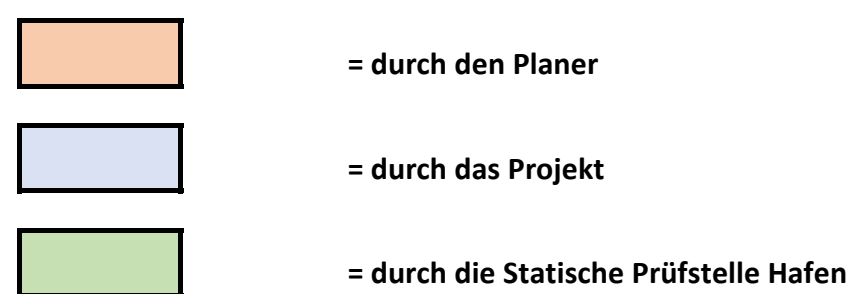 = durch den Planer
= durch das Projekt
= durch die Statische Prüfstelle Hafen